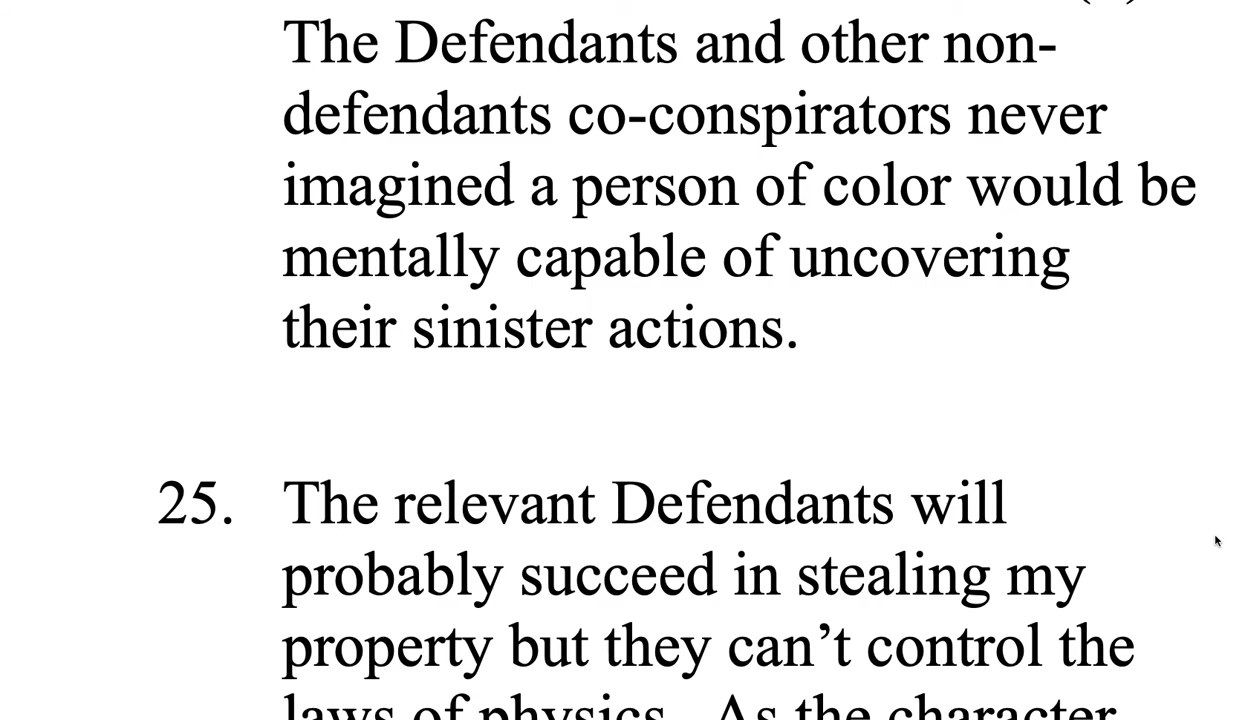 The Defendants and other non-
defendants co-conspirators never
imagined a person of color would be
mentally capable of uncovering
their sinister actions.
25. The relevant Defendants will
probably succeed in stealing my
property but they can’t control the
laws of physics. As the character